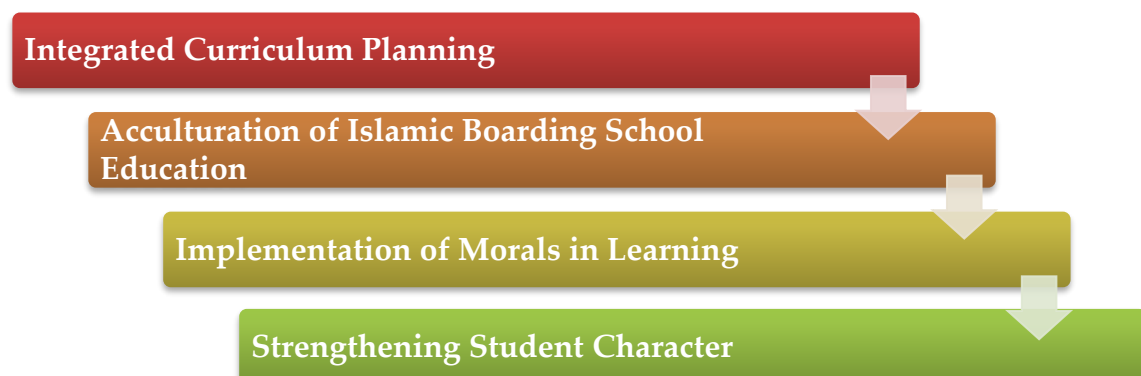 Integrated Curriculum Planning
Acculturation of Islamic Boarding School
Education
Implementation of Morals in Learning
Strengthening Student Character